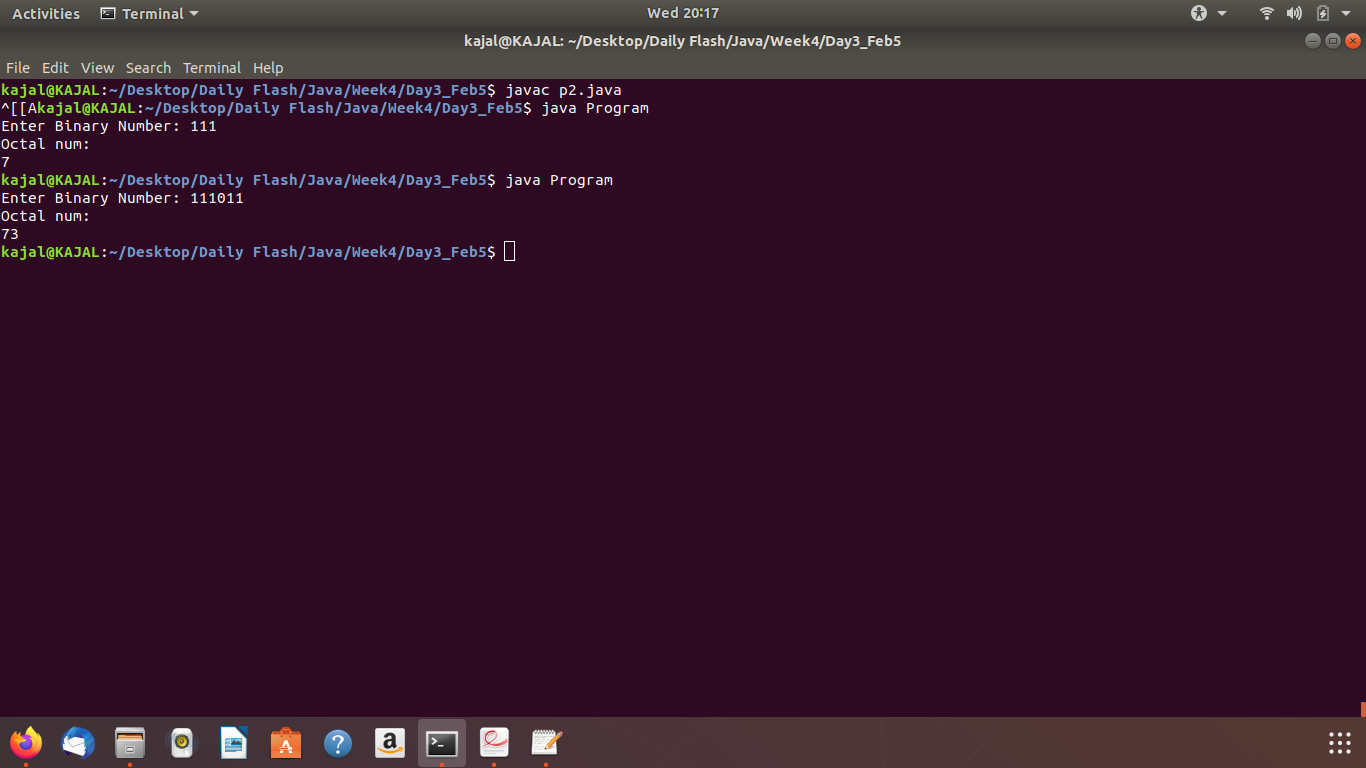 Activities Terminal Wed 20:17
kajal@KAJAL: ~/Desktop/Daily Flash/Java/Week4/Day3_Feb5
File Edit View Search Terminal Help
kajal@KAJAL:~/Desktop/Daily Flash/Java/Week4/Day3_Feb5$ javac p2.java
^[[Akajal@KAJAL:~/Desktop/Daily Flash/Java/Week4/Day3_Feb5$ java Program
Enter Binary Number: 111
Octal num:
7
kajal@KAJAL:~/Desktop/Daily Flash/Java/Week4/Day3_Feb5$ java Program
Enter Binary Number: 111011
Octal num:
73
kajal@KAJAL:~/Desktop/Daily Flash/Java/Week4/Day3_Feb5$